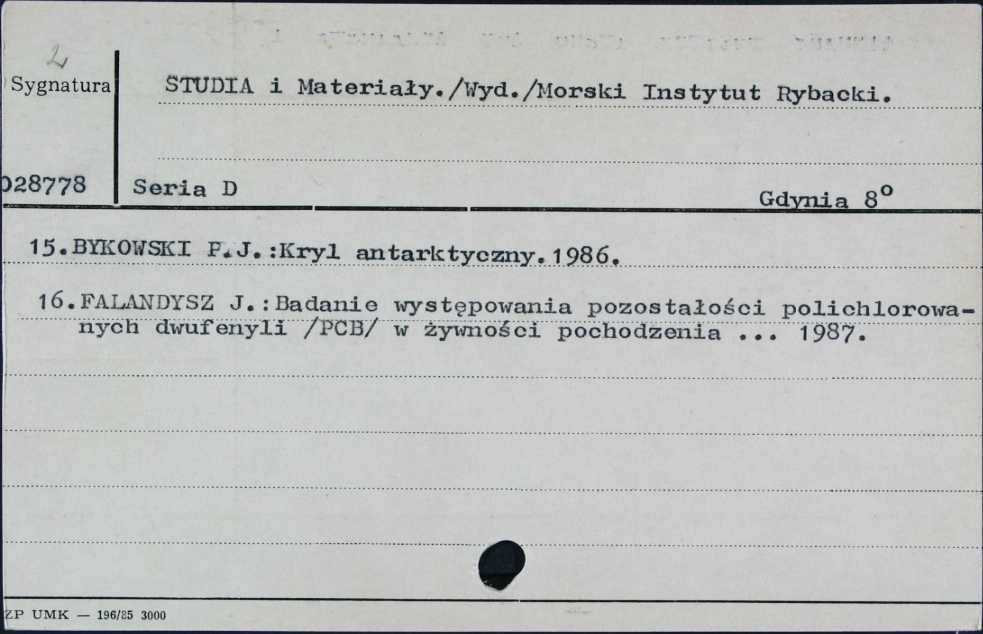 2
Sygnatura
STUDIA i Materiały./Wyd./Morski Instytut Rybacki.
028778
Seria D
Gdynia 8⁰
15.BYKOWSKI P.J.:Kryl antarktyczny.1986.
16.FALANDYSZ J.:Badanie występowania pozostałości polichlorowa-
nych dwufenyli /PCB/ w żywności pochodzenia ... 1987.
ZP UMK — 196/85 3000